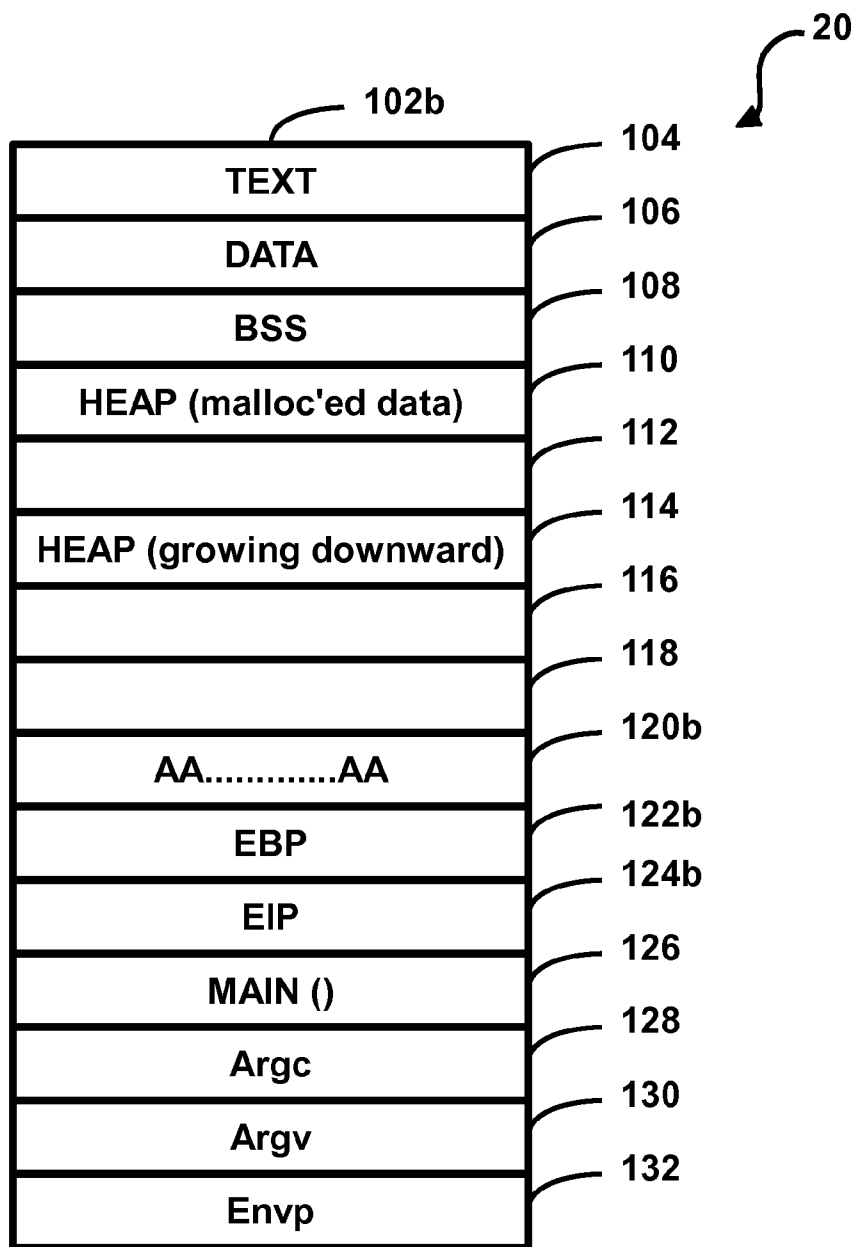 20
102b
104
TEXT
106
DATA
108
BSS
110
HEAP (malloc'ed data)
112
114
HEAP (growing downward)
116
118
120b
AA.............AA
122b
EBP
124b
EIP
126
MAIN ()
128
Argc
130
Argv
132
Envp